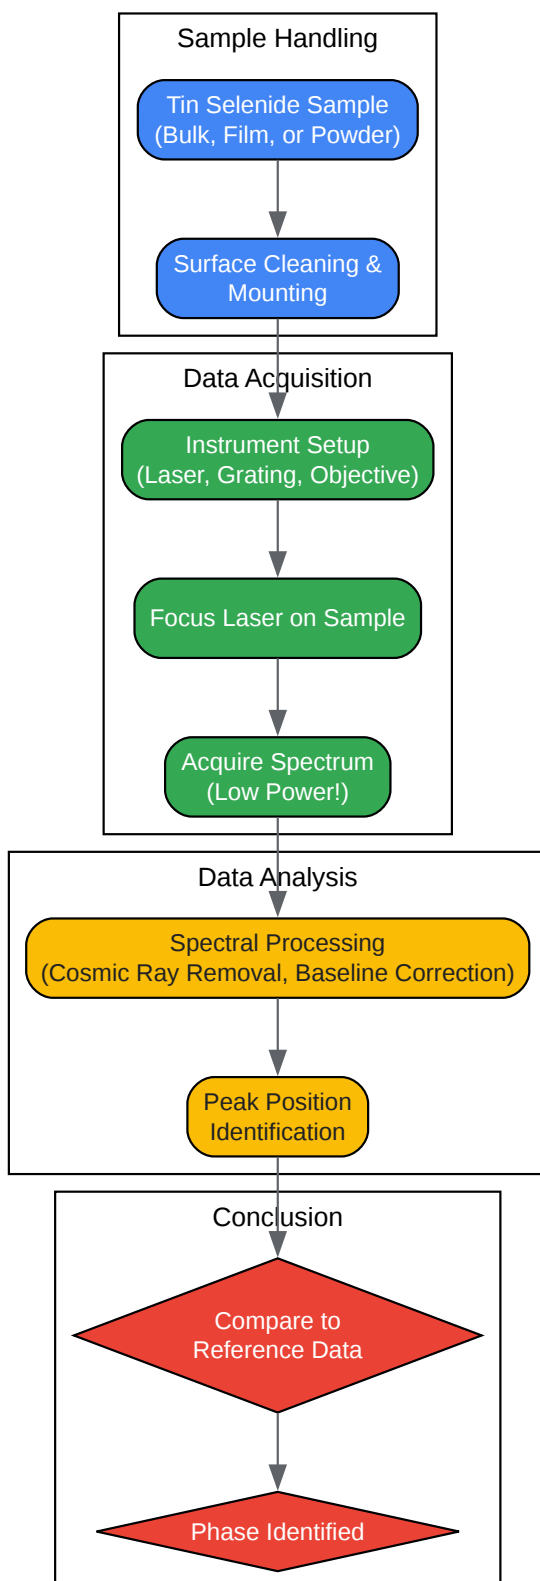 Sample Handling
Tin Selenide Sample
(Bulk, Film, or Powder)
Surface Cleaning &
Mounting
Data Acquisition
Instrument Setup
(Laser, Grating, Objective)
Focus Laser on Sample
Acquire Spectrum
(Low Power!)
Data Analysis
Spectral Processing
(Cosmic Ray Removal, Baseline Correction)
Peak Position
Identification
Conclusion
Compare to
Reference Data
Phase Identified